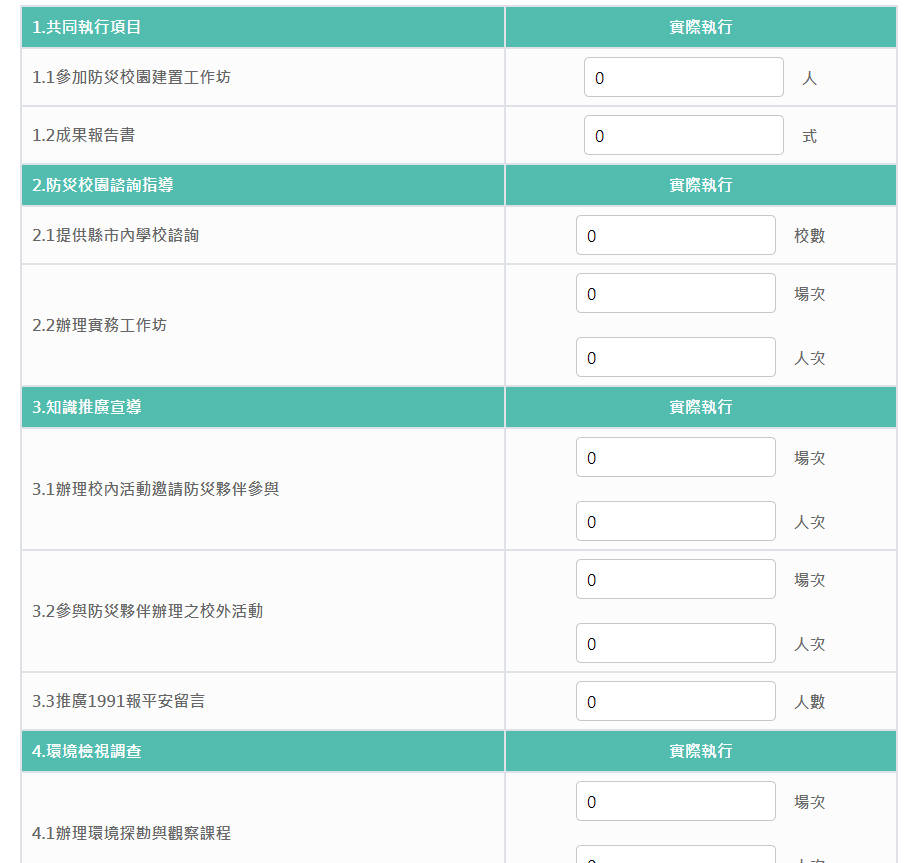 1.共同執行項目 實際執行
1.1參加防災校園建置工作坊 0 人
1.2成果報告書 0 式
2.防災校園諮詢指導 實際執行
2.1提供縣市內學校諮詢 0 校數
0 場次
2.2辦理實務工作坊
0 人次
3.知識推廣宣導 實際執行
0 場次
3.1辦理校內活動邀請防災夥伴參與
0 人次
0 場次
3.2參與防災夥伴辦理之校外活動
0 人次
3.3推廣1991報平安留言 0 人數
4.環境檢視調查 實際執行
0 場次
4.1辦理環境探勘與觀察課程